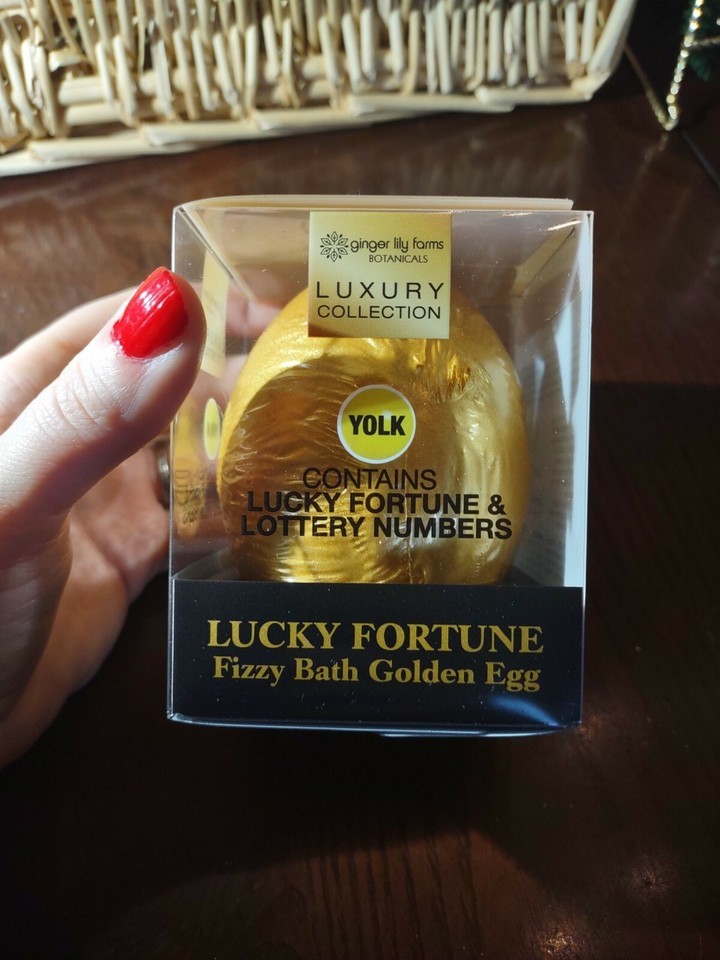 ginger lily farms
BOTANICALS
LUXURY
COLLECTION
YOLK
CONTAINS
LUCKY FORTUNE &
LOTTERY NUMBERS
LUCKY FORTUNE
Fizzy Bath Golden Egg